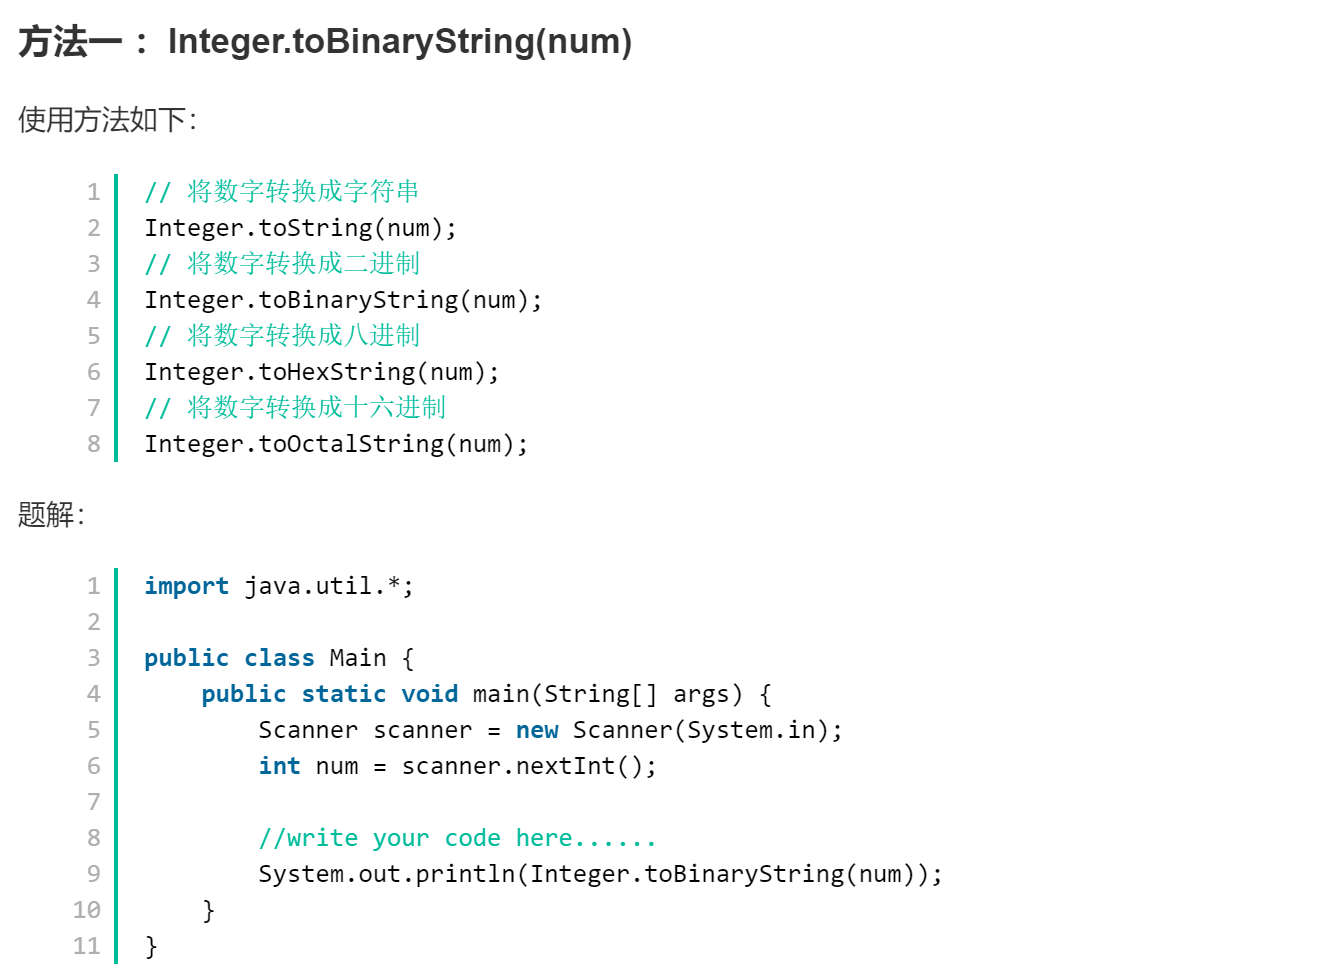 方法一 ：Integer.toBinaryString(num)
使用方法如下：
1 // 将数字转换成字符串
2 Integer.toString(num);
3 // 将数字转换成二进制
4 Integer.toBinaryString(num);
5 // 将数字转换成八进制
6 Integer.toHexString(num);
7 // 将数字转换成十六进制
8 Integer.toOctalString(num);
题解：
1 import java.util.*;
2
3 public class Main {
4     public static void main(String[] args) {
5         Scanner scanner = new Scanner(System.in);
6         int num = scanner.nextInt();
7
8         //write your code here......
9         System.out.println(Integer.toBinaryString(num));
10     }
11 }